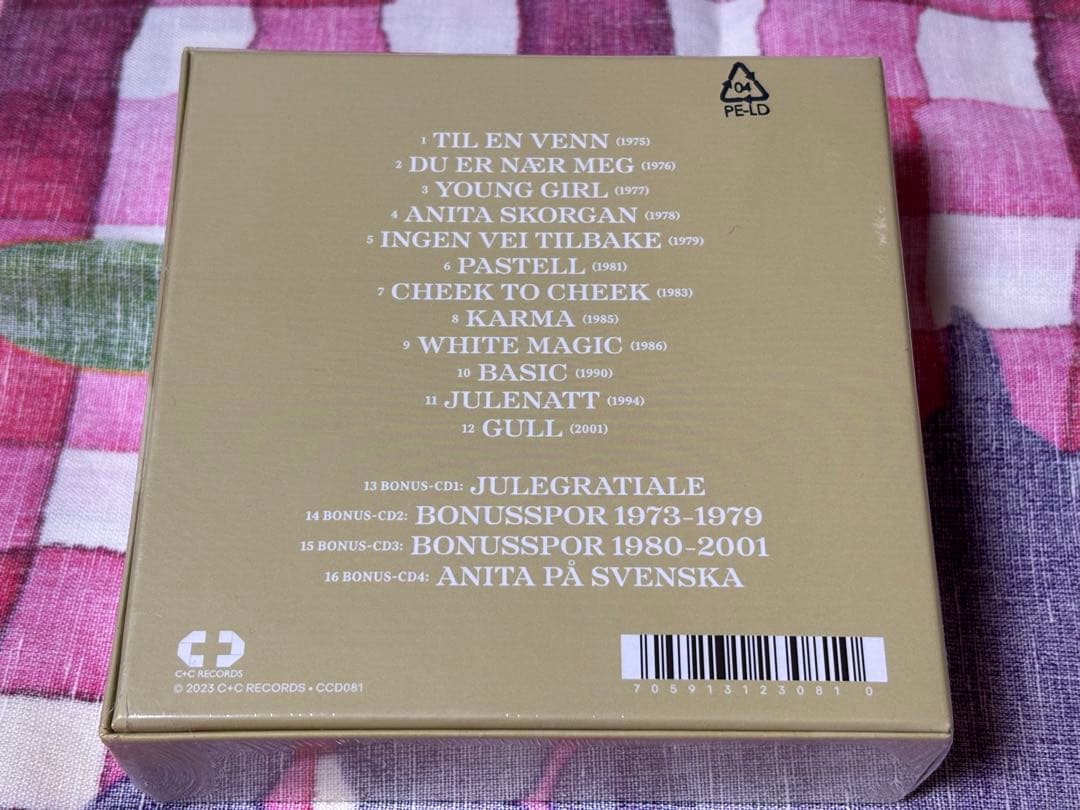 04
PE-LD
1 TIL EN VENN (1975)
2 DU ER NÆR MEG (1976)
3 YOUNG GIRL (1977)
4 ANITA SKORGAN (1978)
5 INGEN VEI TILBAKE (1979)
6 PASTELL (1981)
7 CHEEK TO CHEEK (1983)
8 KARMA (1985)
9 WHITE MAGIC (1986)
10 BASIC (1990)
11 JULENATT (1994)
12 GULL (2001)
13 BONUS-CD1: JULEGRATIALE
14 BONUS-CD2: BONUSSPOR 1973-1979
15 BONUS-CD3: BONUSSPOR 1980-2001
16 BONUS-CD4: ANITA PÅ SVENSKA
C+C RECORDS
© 2023 C+C RECORDS • CCD081
7 059131 230810